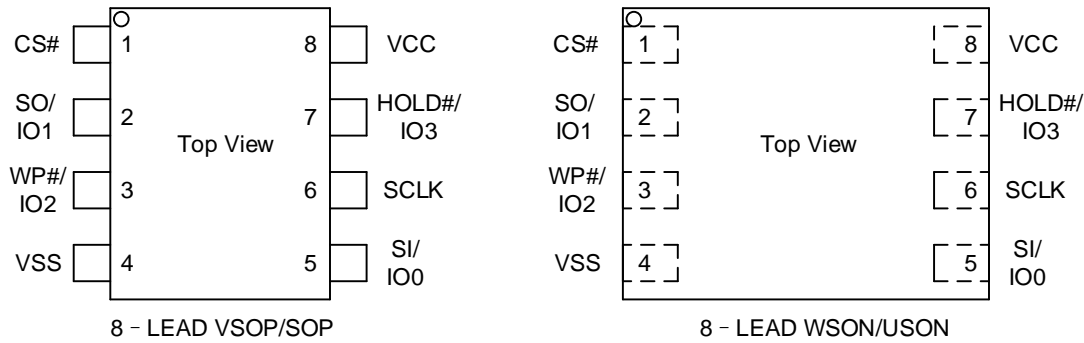 CS#
1
8
VCC
SO/
IO1
2
7
HOLD#/
IO3
Top View
WP#/
IO2
3
6
SCLK
VSS
4
5
SI/
IO0
8 – LEAD VSOP/SOP
CS#
1
8
VCC
SO/
IO1
2
7
HOLD#/
IO3
Top View
WP#/
IO2
3
6
SCLK
VSS
4
5
SI/
IO0
8 – LEAD WSON/USON